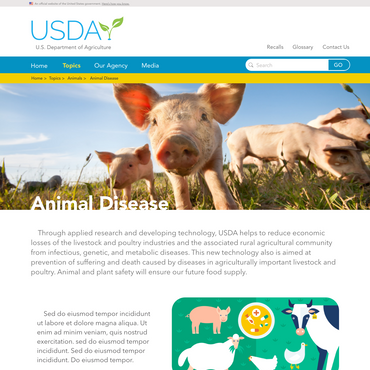 An official website of the United States government
USDA
U.S. Department of Agriculture
Recalls Glossary Contact Us
Home Topics Our Agency Media Search GO
Home > Topics > Animals > Animal Disease
Animal Disease
Through applied research and developing technology, USDA helps to reduce economic
losses of the livestock and poultry industries and the associated rural agricultural community
from infectious, genetic, and metabolic diseases. This new technology also is aimed at
prevention of suffering and death caused by diseases in agriculturally important livestock and
poultry. Animal and plant safety will ensure our future food supply.
Sed do eiusmod tempor incididunt
ut labore et dolore magna aliqua. Ut
enim ad minim veniam, quis nostrud
exercitation. sed do eiusmod tempor
incididunt. Sed do eiusmod tempor
incididunt. Do eiusmod tempor.